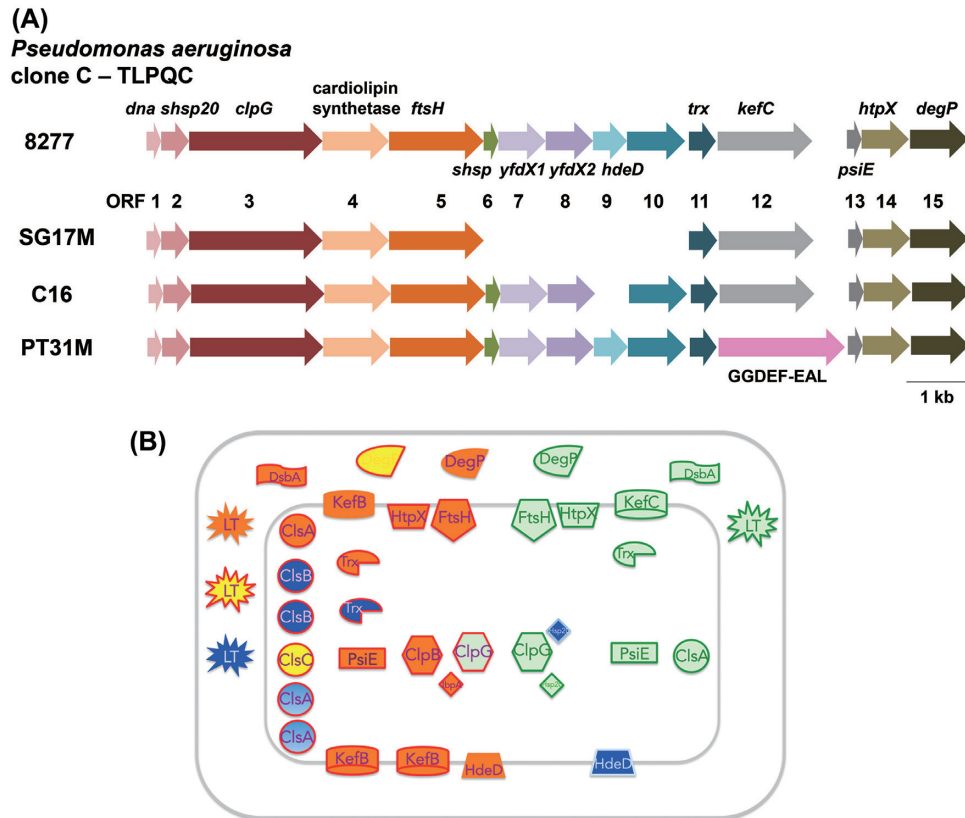 (A)
Pseudomonas aeruginosa
clone C – TLPQC
cardiolipin
dna shsp20 clpG synthetase ftsH trx kefC htpX degP
8277
shsp yfdX1 yfdX2 hdeD psiE
ORF 1 2 3 4 5 6 7 8 9 10 11 12 13 14 15
SG17M
C16
PT31M
GGDEF-EAL
1 kb
(B)
DsbA DegP DegP DsbA
KefB HtpX FtsH FtsH HtpX KefC
LT ClsA LT
Trx Trx
LT ClsB
ClsB Trx
LT ClsC PsiE ClpB ClpG ClpG PsiE ClsA
ClsA
ClsA
KefB KefB HdeD HdeD